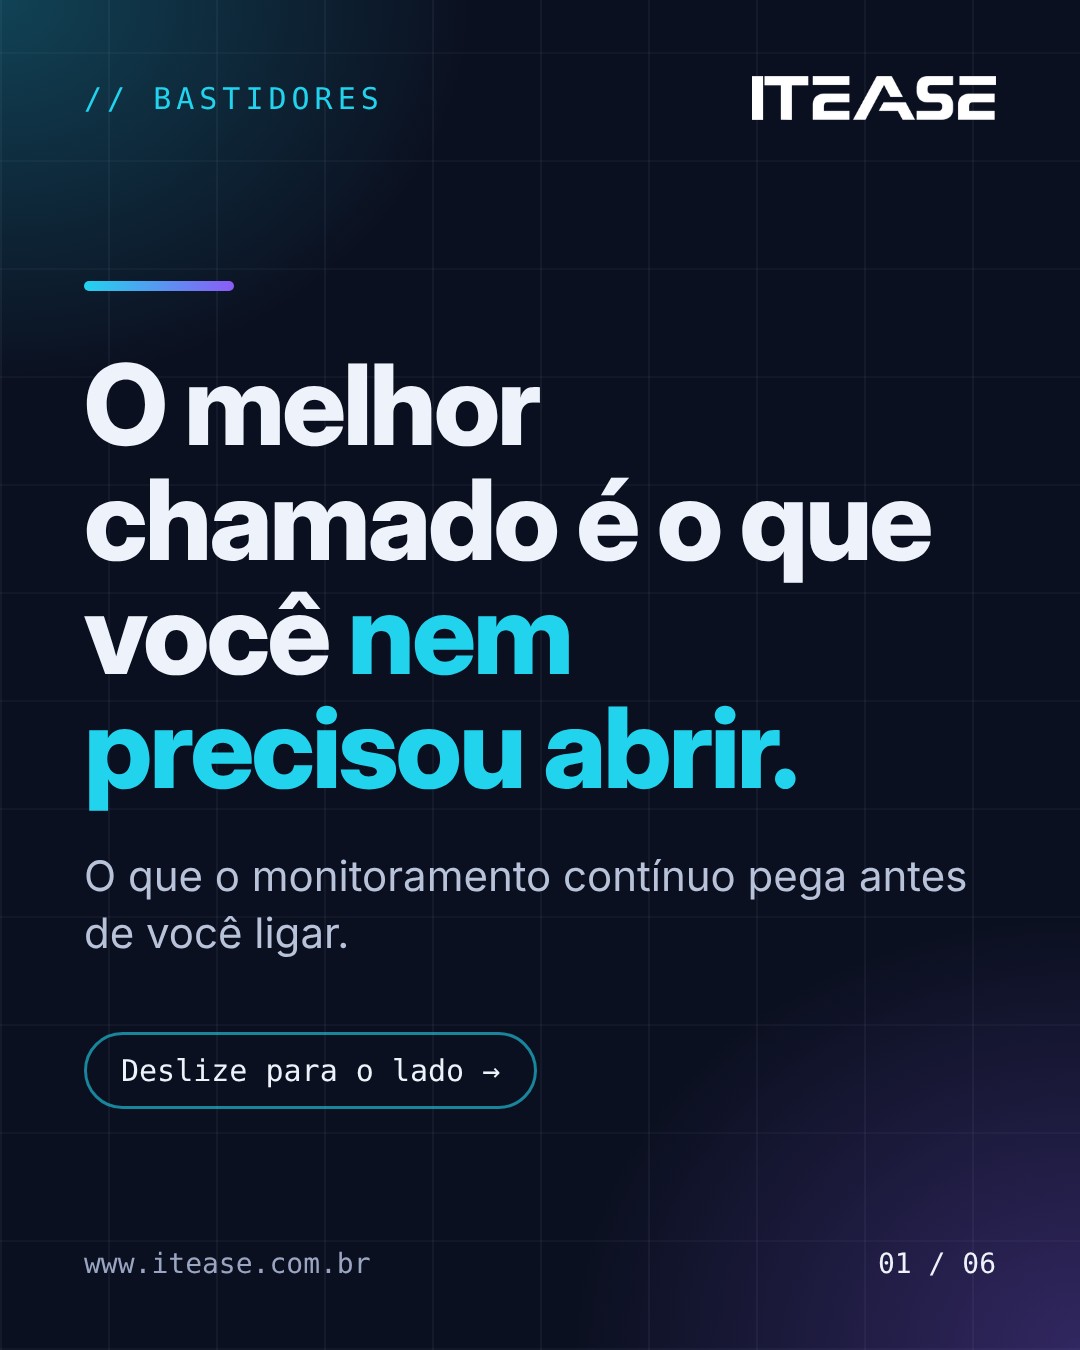 // BASTIDORES
ITEASE
O melhor
chamado é o que
você nem
precisou abrir.
O que o monitoramento contínuo pega antes
de você ligar.
Deslize para o lado →
www.itease.com.br
01 / 06